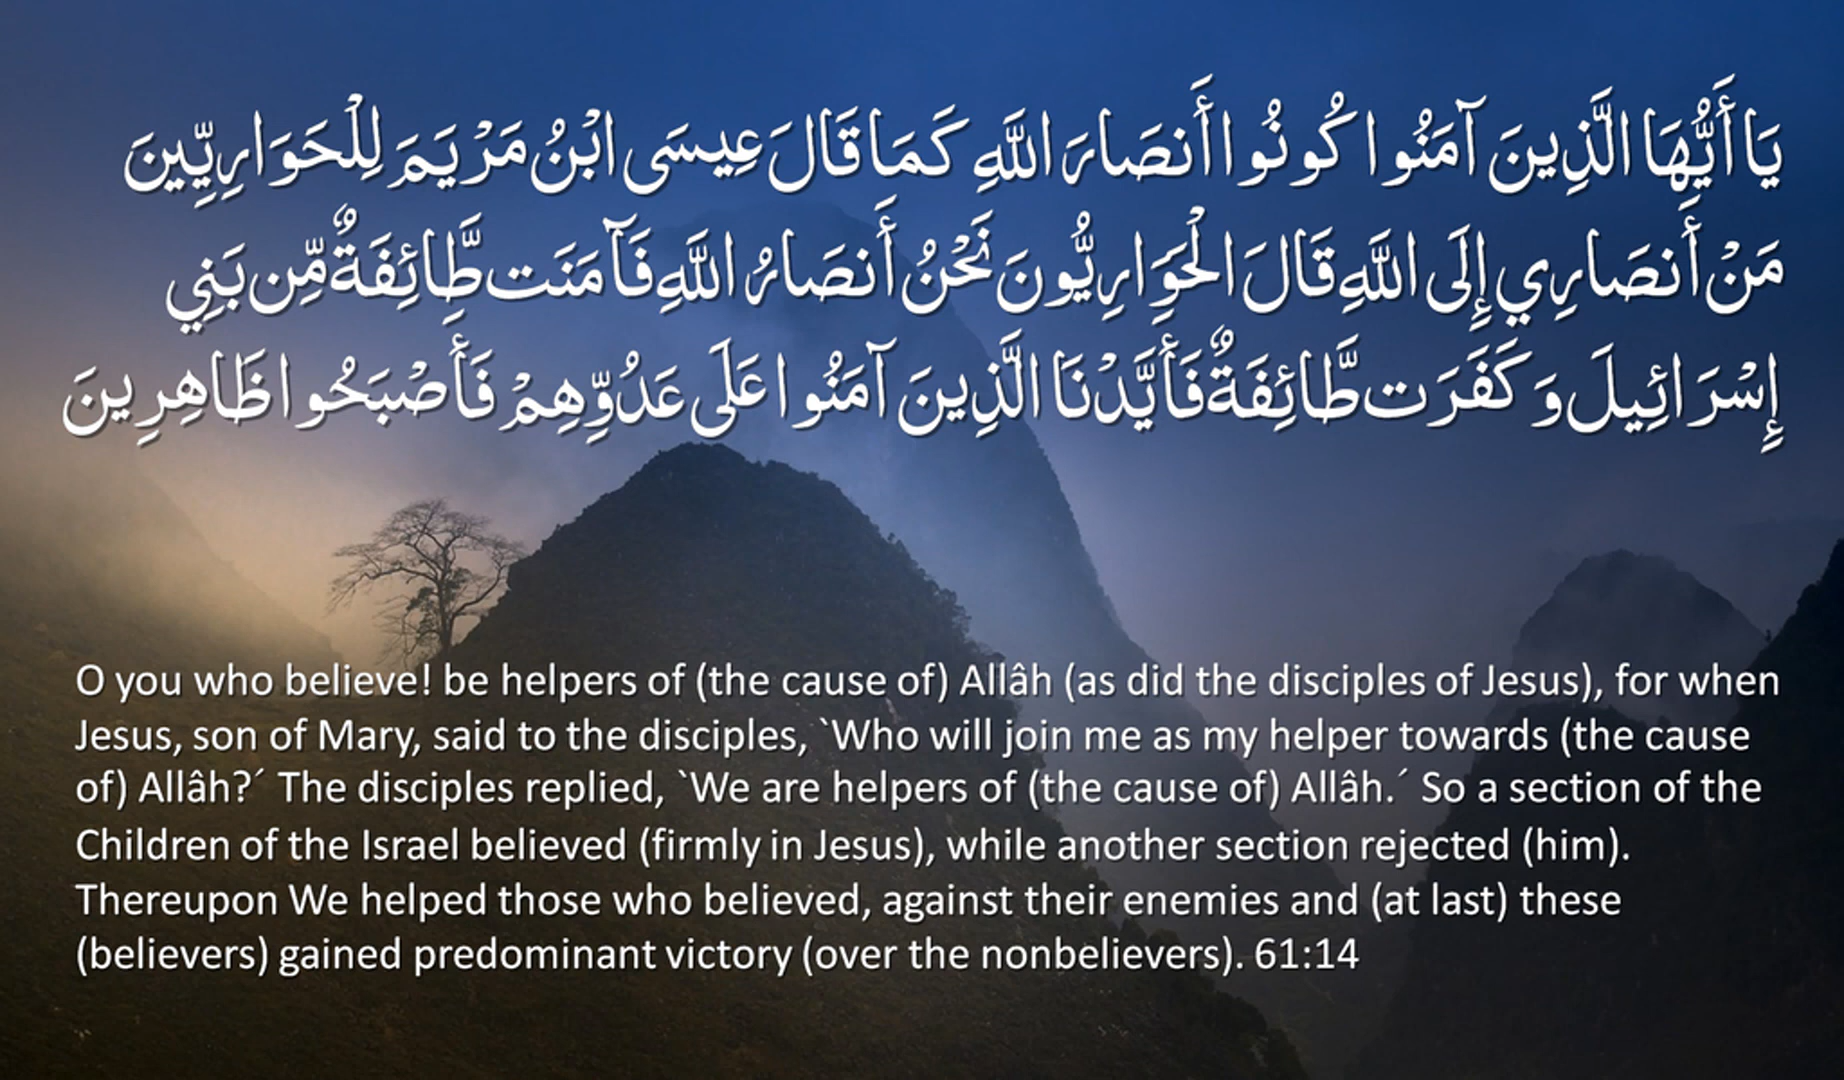 يَا أَيُّهَا الَّذِينَ آمَنُوا كُونُوا أَنصَارَ اللَّهِ كَمَا قَالَ عِيسَى ابْنُ مَرْيَمَ لِلْحَوَارِيِّينَ
مَنْ أَنصَارِي إِلَى اللَّهِ قَالَ الْحَوَارِيُّونَ نَحْنُ أَنصَارُ اللَّهِ فَآمَنَت طَّائِفَةٌ مِّن بَنِي
إِسْرَائِيلَ وَكَفَرَت طَّائِفَةٌ فَأَيَّدْنَا الَّذِينَ آمَنُوا عَلَى عَدُوِّهِمْ فَأَصْبَحُوا ظَاهِرِينَ
O you who believe! be helpers of (the cause of) Allâh (as did the disciples of Jesus), for when
Jesus, son of Mary, said to the disciples, `Who will join me as my helper towards (the cause
of) Allâh?´ The disciples replied, `We are helpers of (the cause of) Allâh.´ So a section of the
Children of the Israel believed (firmly in Jesus), while another section rejected (him).
Thereupon We helped those who believed, against their enemies and (at last) these
(believers) gained predominant victory (over the nonbelievers). 61:14